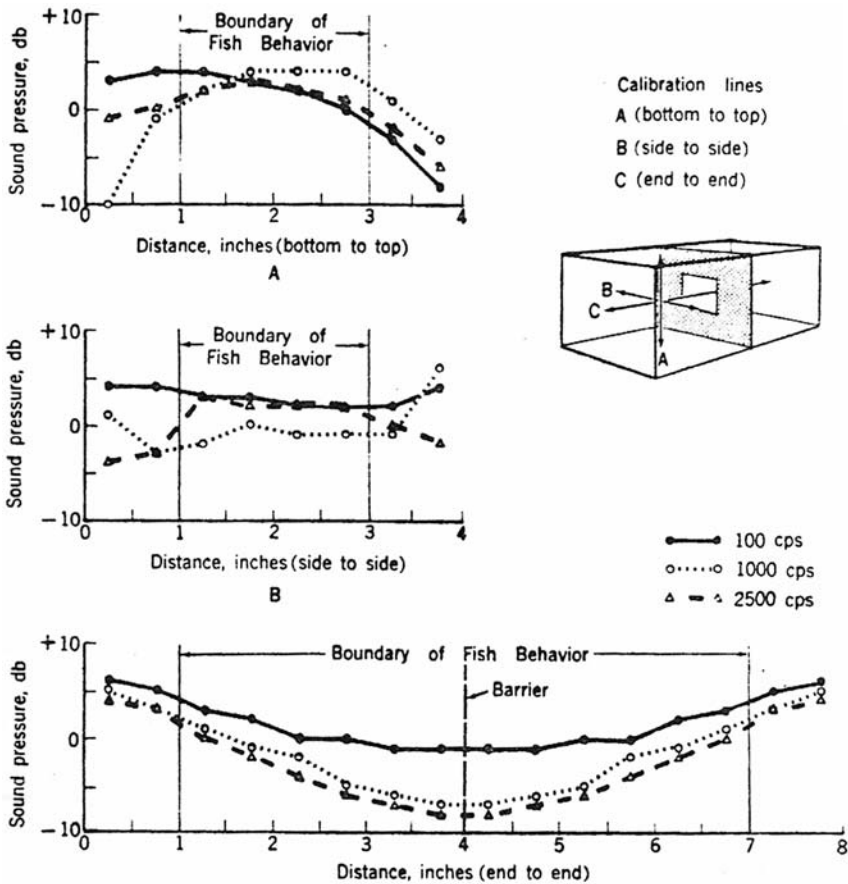 +10
0
-10
Sound pressure, db
Boundary of
Fish Behavior
0 1 2 3 4
Distance, inches (bottom to top)
A
Calibration lines
A (bottom to top)
B (side to side)
C (end to end)
B
C
A
+10
0
-10
Sound pressure, db
Boundary of
Fish Behavior
0 1 2 3 4
Distance, inches (side to side)
B
100 cps
1000 cps
2500 cps
+10
0
-10
Sound pressure, db
Boundary of Fish Behavior
Barrier
0 1 2 3 4 5 6 7 8
Distance, inches (end to end)